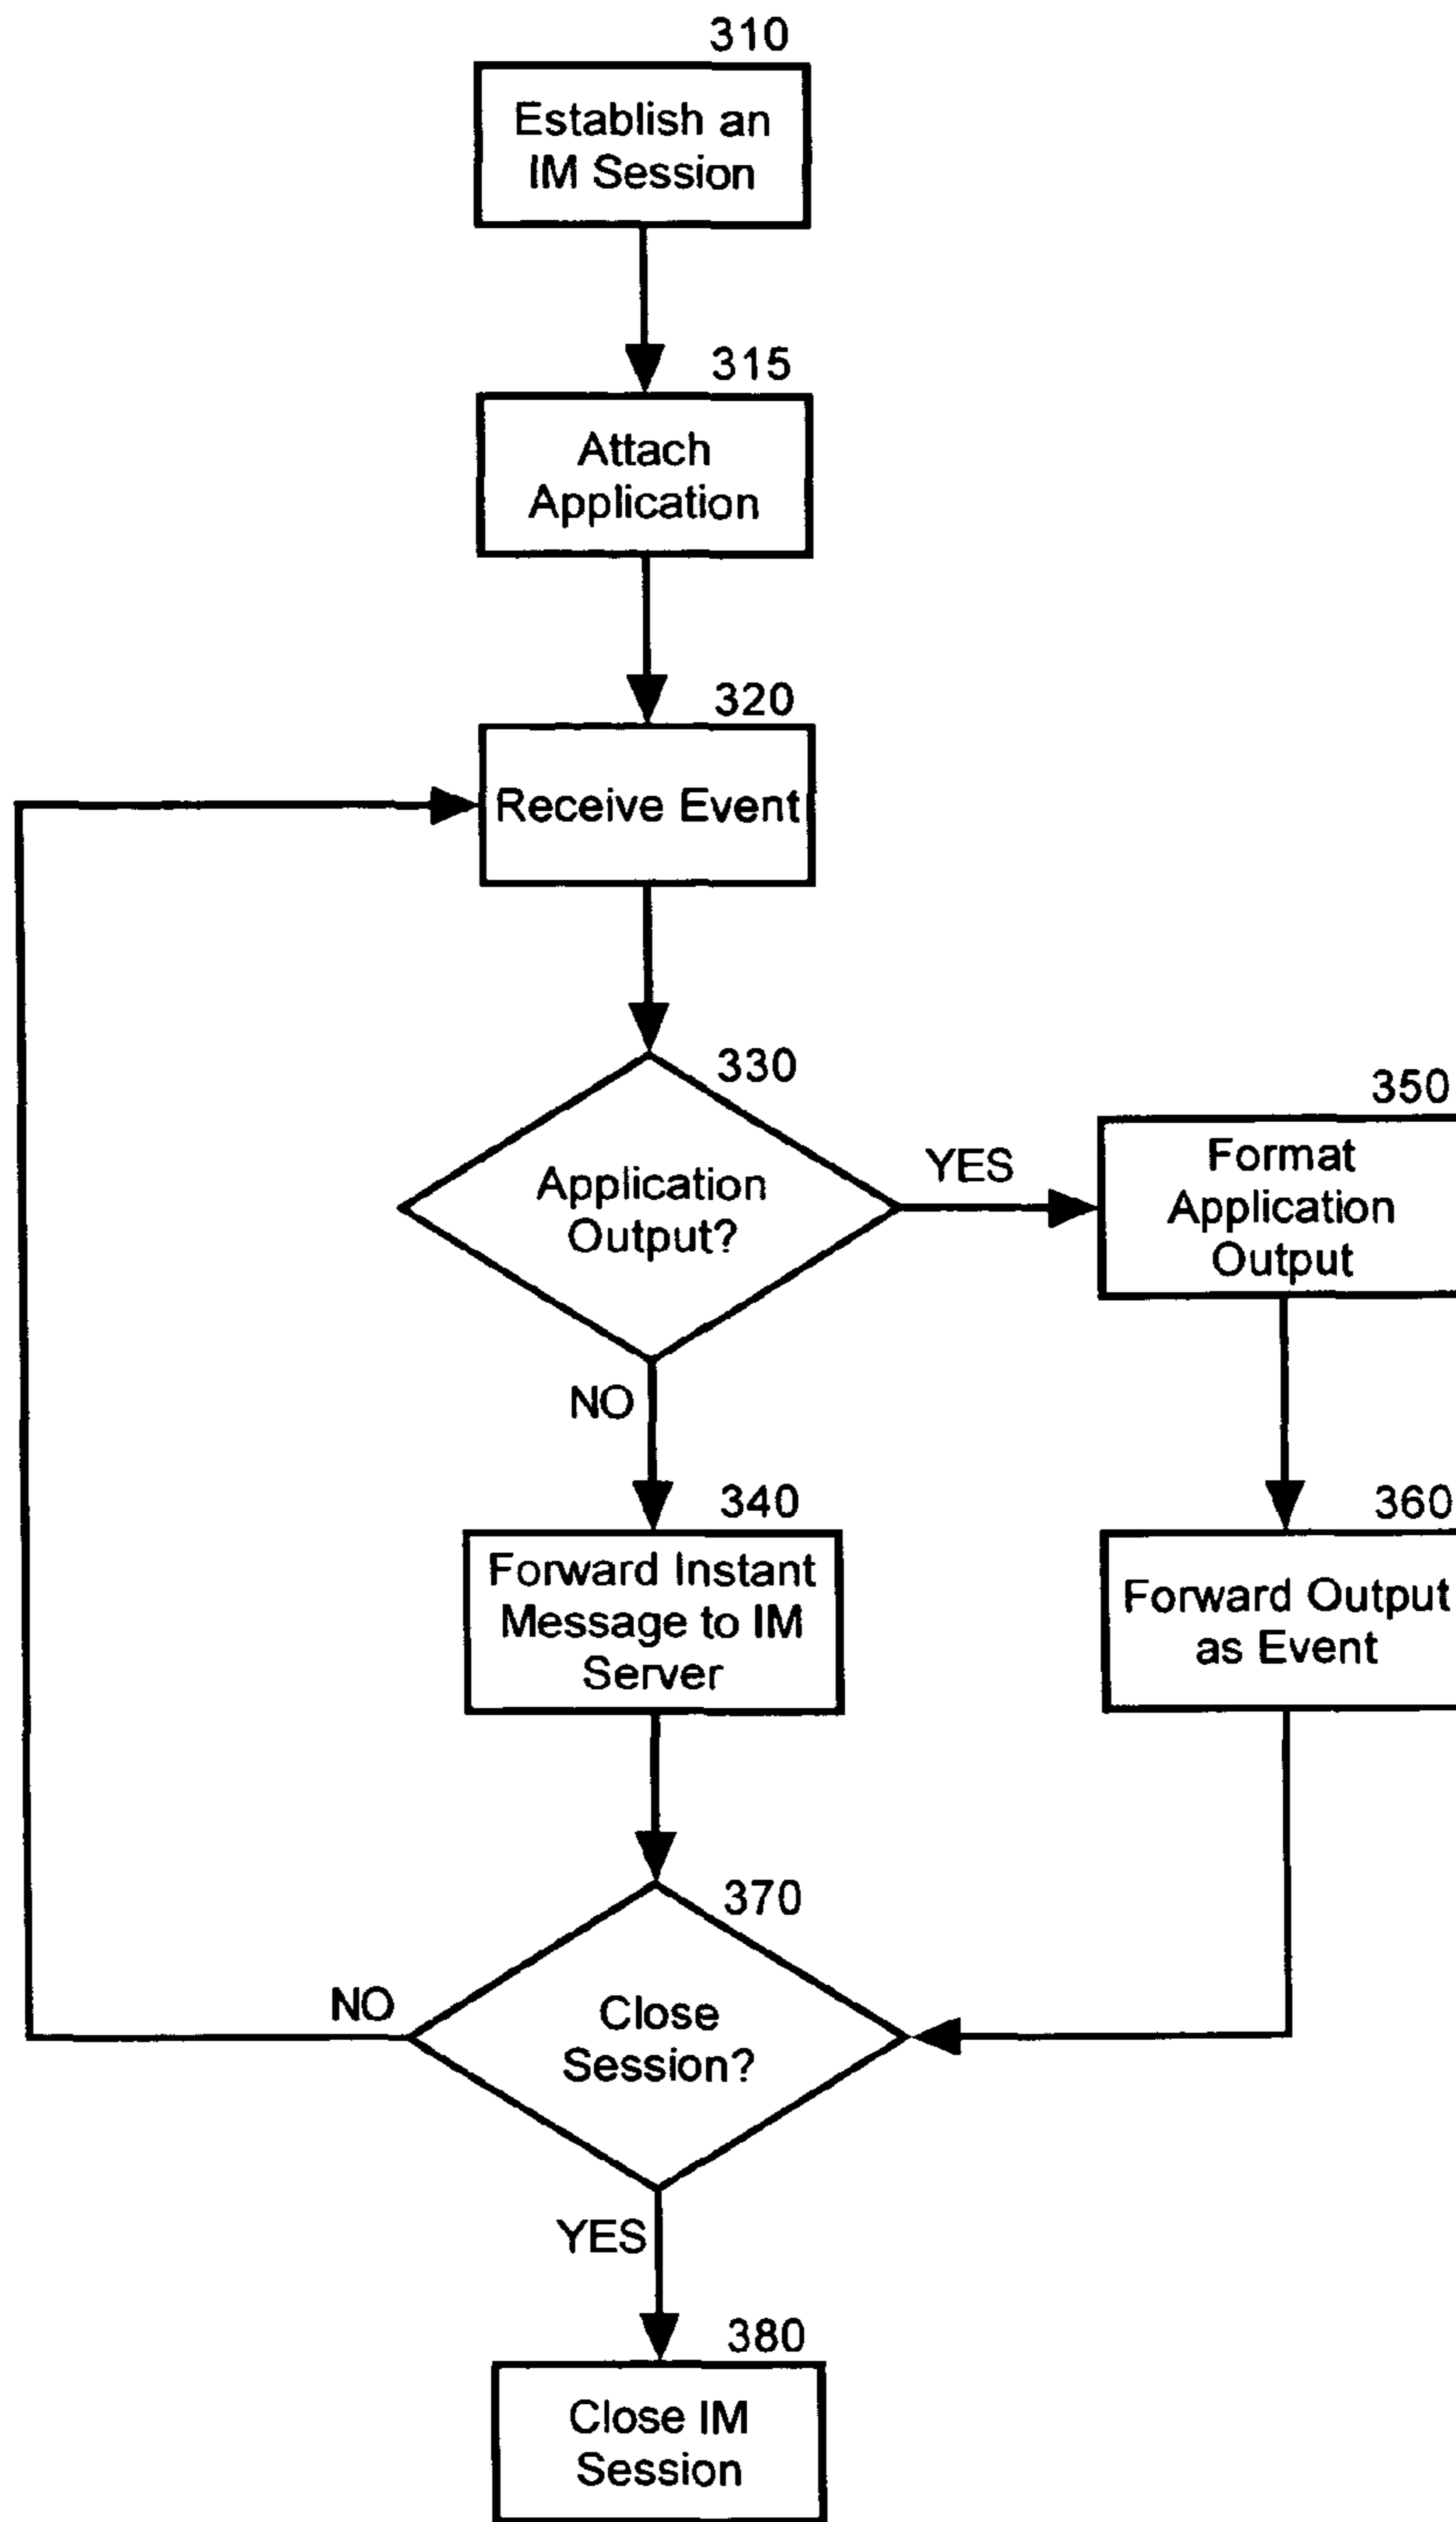 310
Establish an
IM Session
315
Attach
Application
320
Receive Event
330
Application
Output?
YES
NO
350
Format
Application
Output
340
Forward Instant
Message to IM
Server
360
Forward Output
as Event
370
Close
Session?
NO
YES
380
Close IM
Session